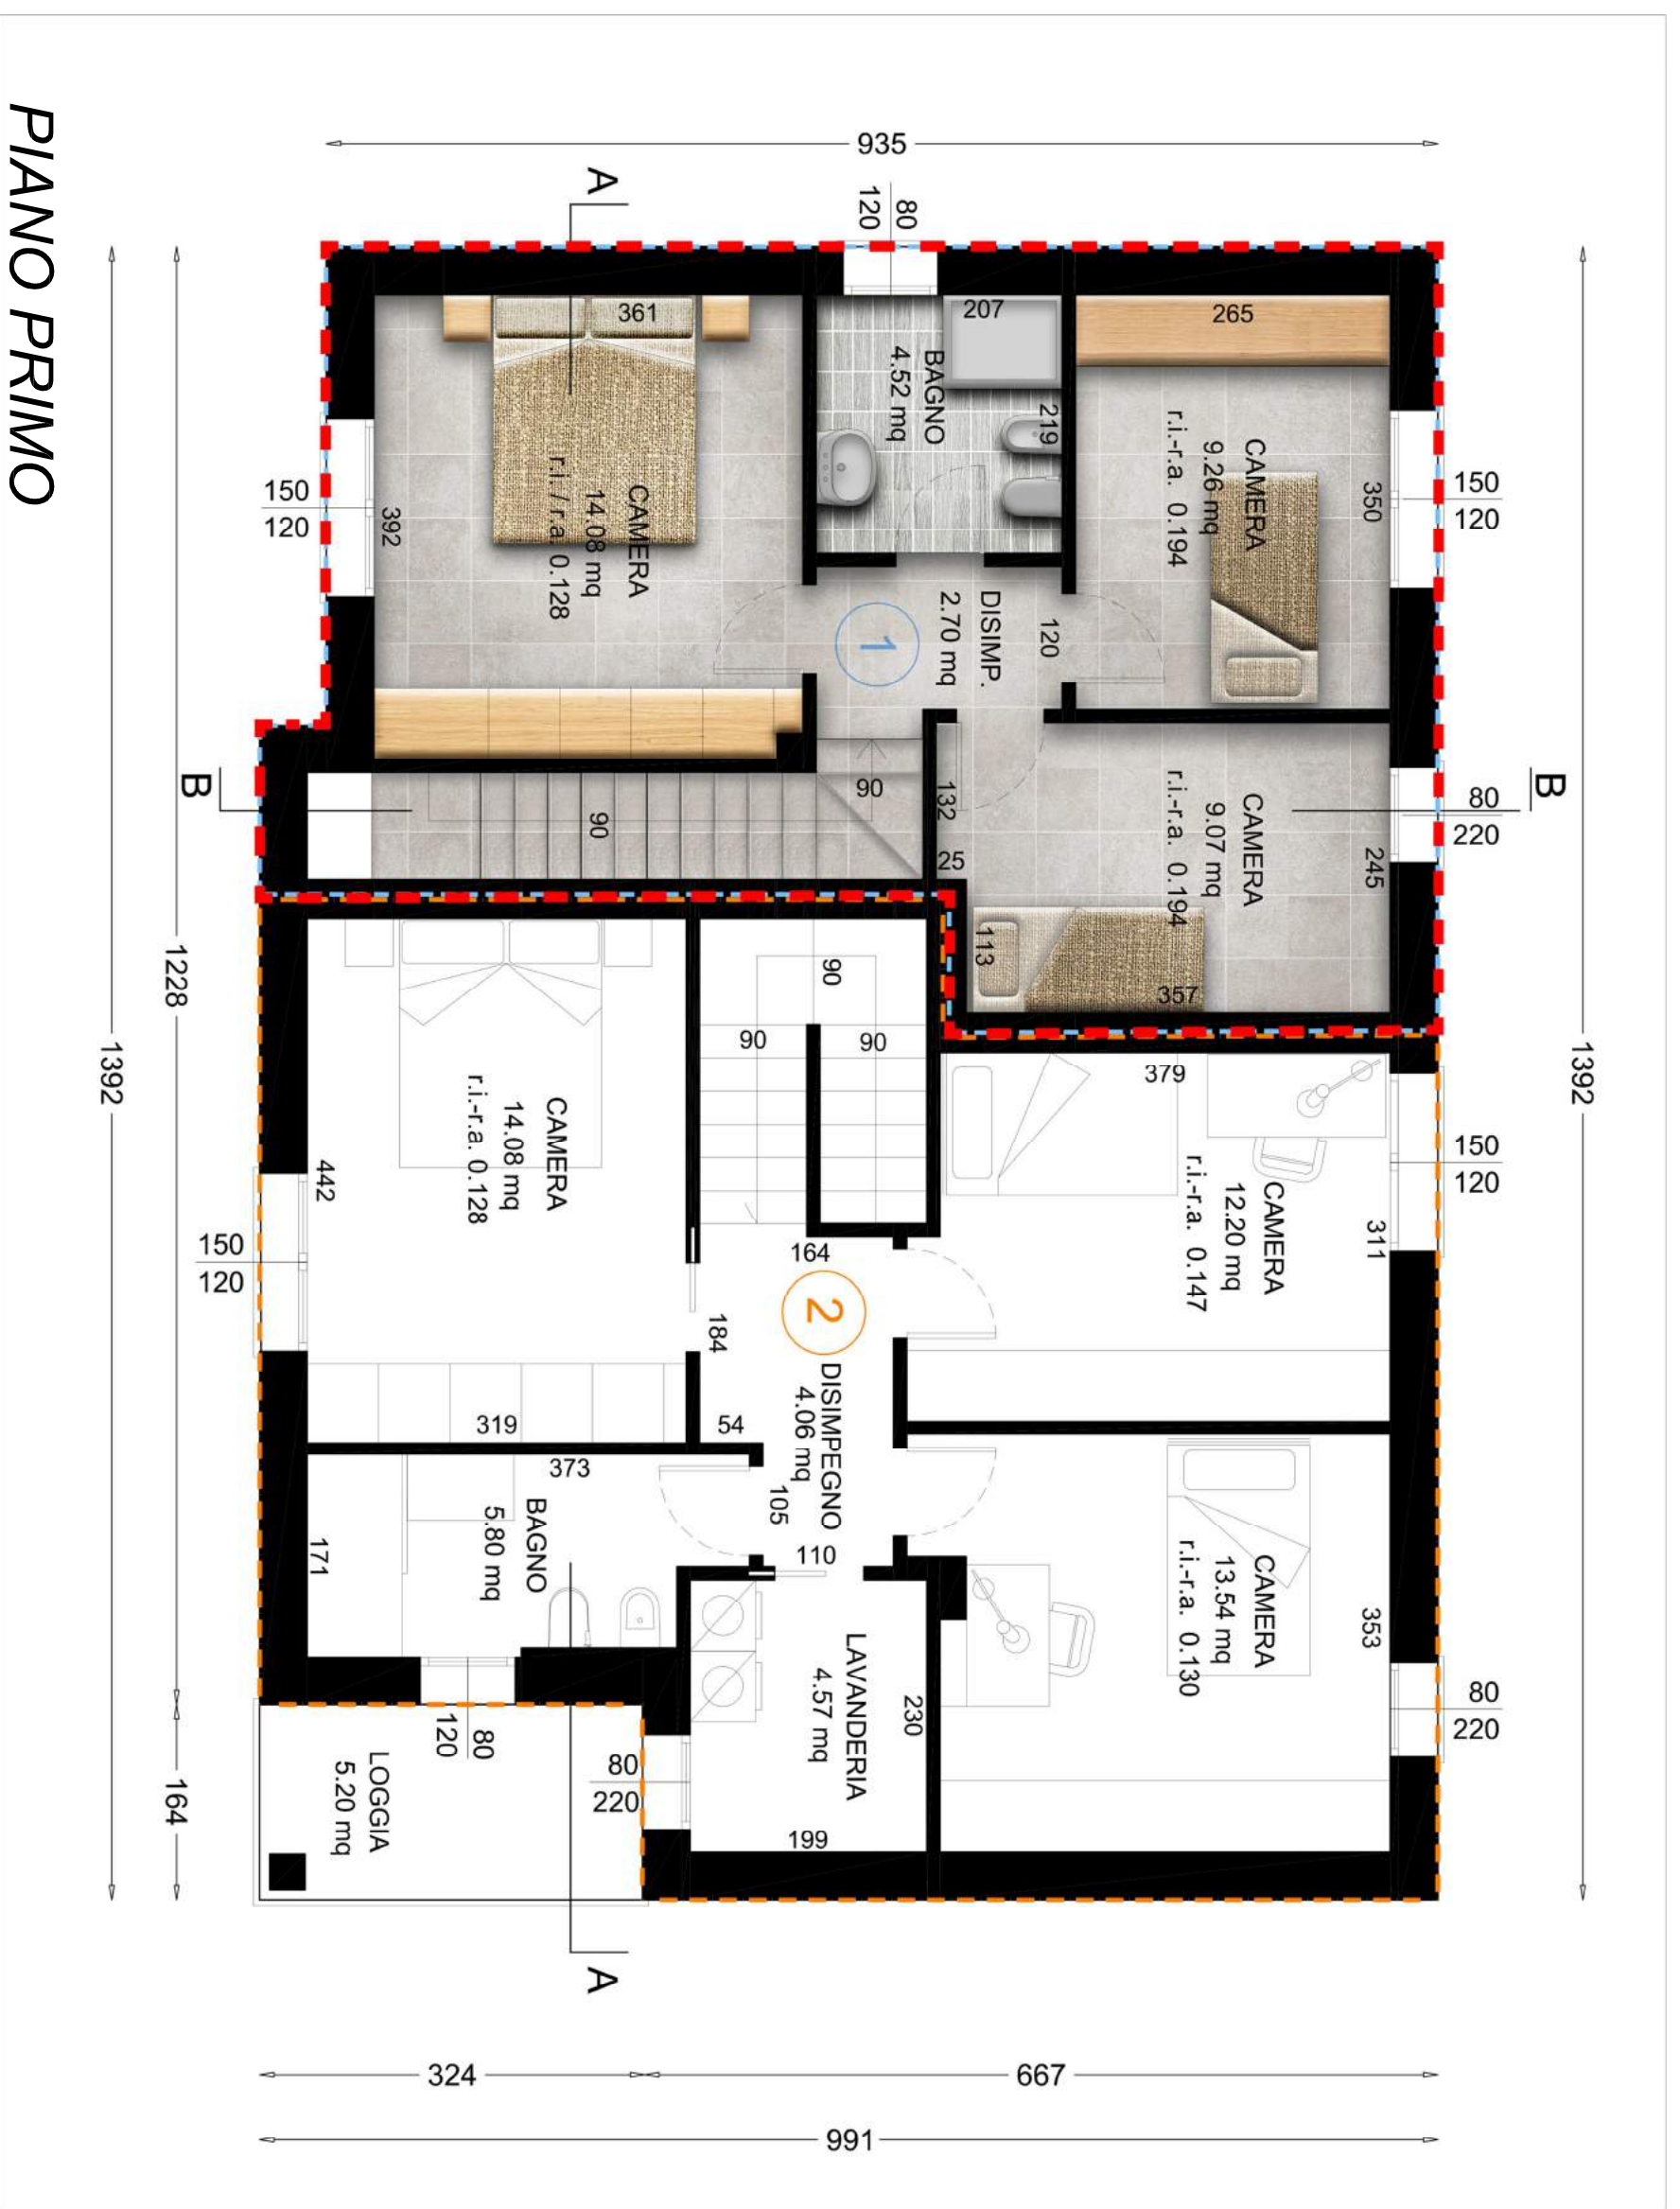 PIANO PRIMO
935
80
120
A
361
207
265
BAGNO
4.52 mq
219
CAMERA
9.26 mq
r.i.-r.a. 0.194
350
150
120
150
120
392
CAMERA
14.08 mq
r.i. / r.a. 0.128
DISIMP.
2.70 mq
120
1
B
B
90
90
132
25
CAMERA
9.07 mq
r.i.-r.a. 0.194
245
80
220
113
357
1228
1392
1392
90
90
90
379
CAMERA
14.08 mq
r.i.-r.a. 0.128
442
150
120
CAMERA
12.20 mq
r.i.-r.a. 0.147
311
150
120
164
2
184
DISIMPEGNO
4.06 mq
319
54
373
105
110
BAGNO
5.80 mq
171
CAMERA
13.54 mq
r.i.-r.a. 0.130
353
80
220
LAVANDERIA
4.57 mq
230
199
80
120
80
220
LOGGIA
5.20 mq
164
A
324
667
991